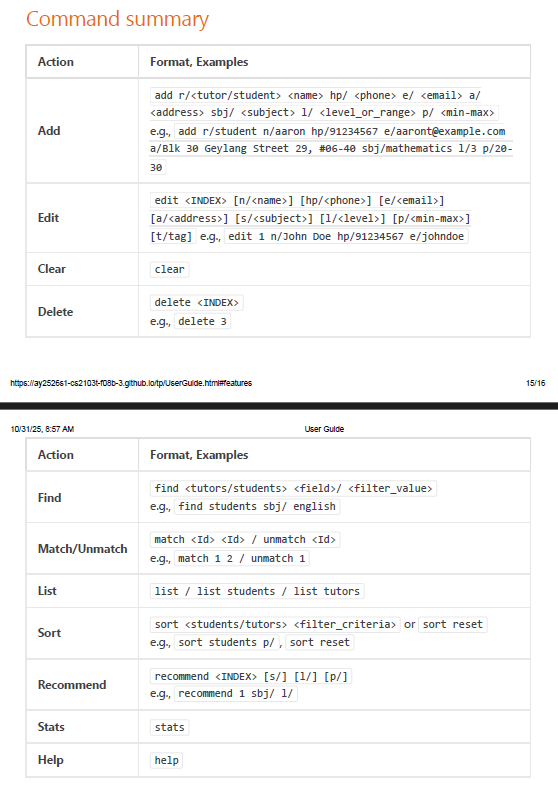 Command summary
Action Format, Examples
Add
add r/<tutor/student> <name> hp/ <phone> e/ <email> a/
<address> sbj/ <subject> l/ <level_or_range> p/ <min-max>
e.g., add r/student n/aaron hp/91234567 e/aaront@example.com
a/Blk 30 Geylang Street 29, #06-40 sbj/mathematics l/3 p/20-
30
Edit
edit <INDEX> [n/<name>] [hp/<phone>] [e/<email>]
[a/<address>] [s/<subject>] [l/<level>] [p/<min-max>]
[t/tag] e.g., edit 1 n/John Doe hp/91234567 e/johndoe
Clear clear
Delete
delete <INDEX>
e.g., delete 3
https://ay2526s1-cs2103t-f08b-3.github.io/tp/UserGuide.html#features 15/16
10/31/25, 8:57 AM User Guide
Action Format, Examples
Find
find <tutors/students> <field>/ <filter_value>
e.g., find students sbj/ english
Match/Unmatch
match <Id> <Id> / unmatch <Id>
e.g., match 1 2 / unmatch 1
List list / list students / list tutors
Sort
sort <students/tutors> <filter_criteria> or sort reset
e.g., sort students p/ , sort reset
Recommend
recommend <INDEX> [s/] [l/] [p/]
e.g., recommend 1 sbj/ l/
Stats stats
Help help